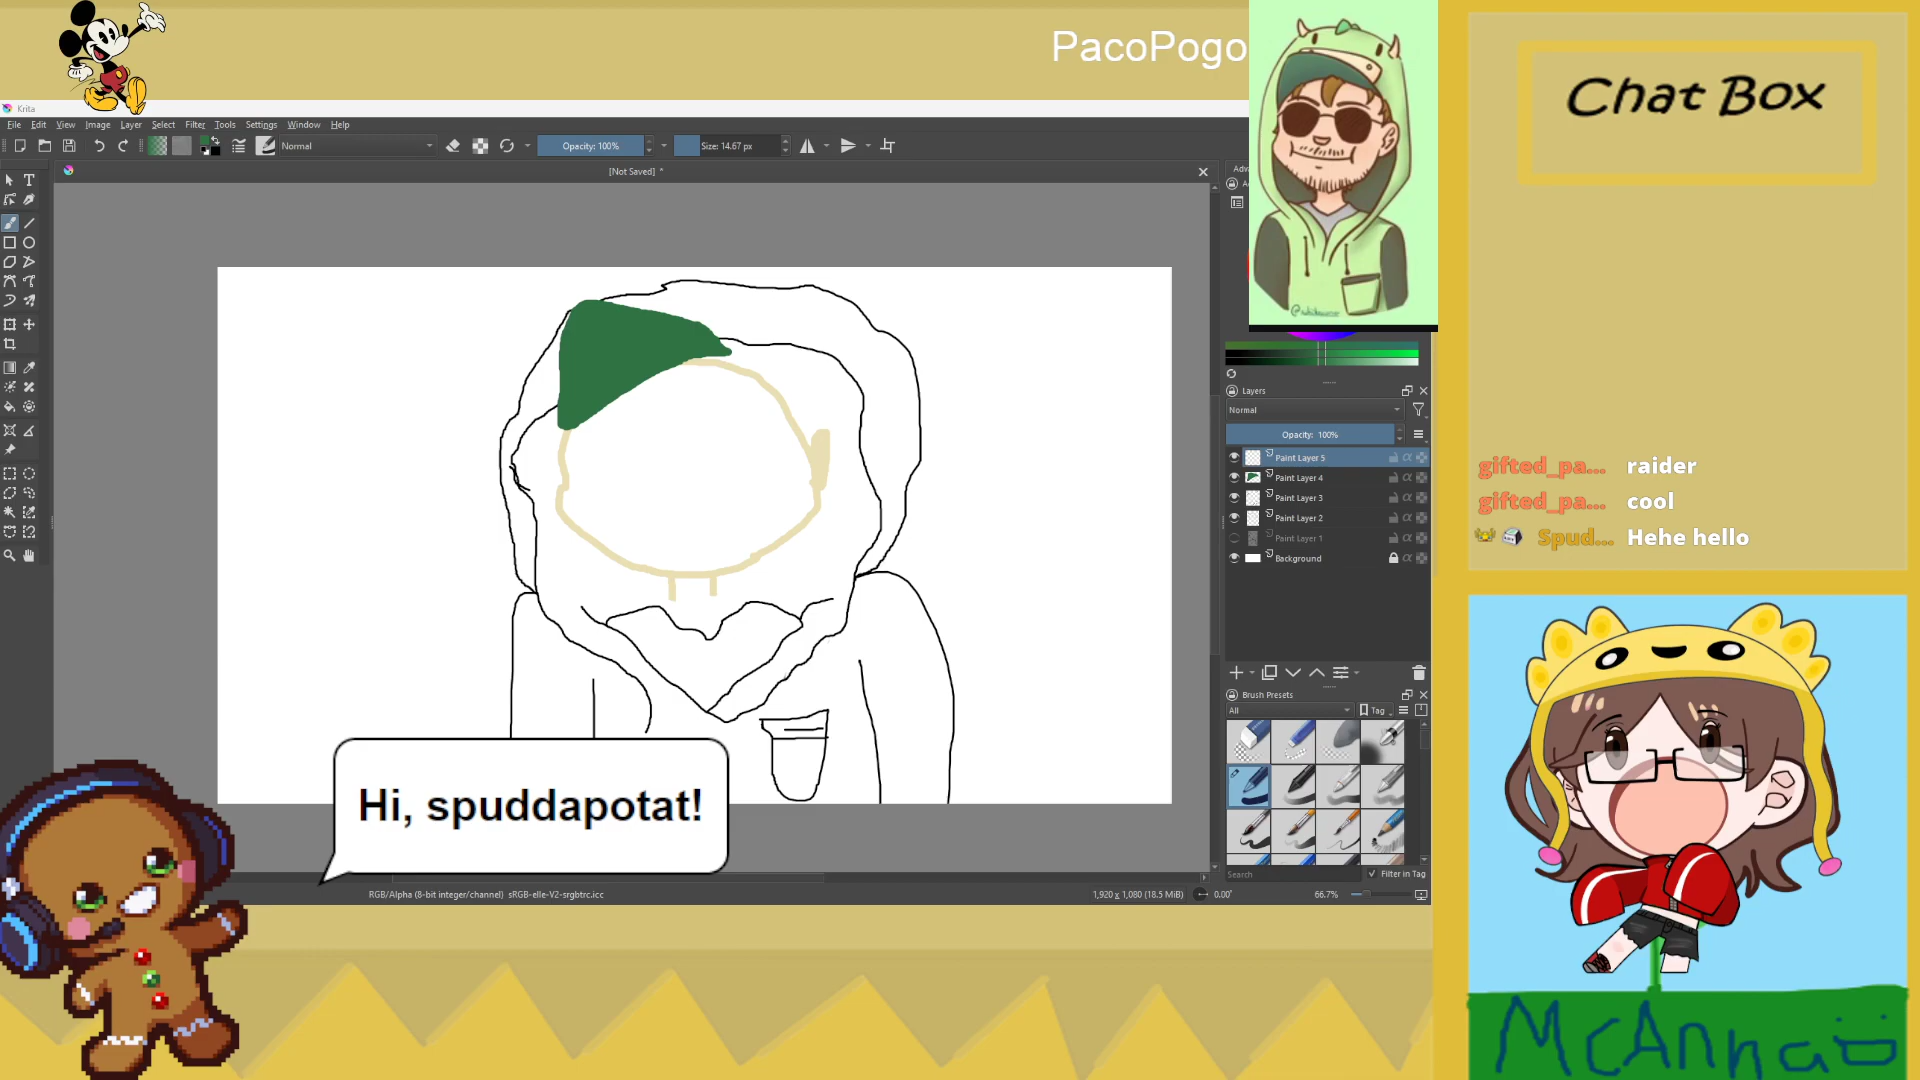 PacoPogo
Chat Box
Krita
File Edit View Image Layer Select Filter Tools Settings Window Help
Normal
Opacity: 100%
Size: 14.67 px
[Not Saved] *
Layers
Normal
Opacity: 100%
Paint Layer 5
Paint Layer 4
Paint Layer 3
Paint Layer 2
Paint Layer 1
Background
gifted_pa... raider
gifted_pa... cool
Spud... Hehe hello
Brush Presets
All
Tag
Search
Filter in Tag
Hi, spuddapotat!
RGB/Alpha (8-bit integer/channel) sRGB-elle-V2-srgbtrc.icc
1,920 x 1,080 (18.5 MiB)
0.00°
66.7%
McAnna